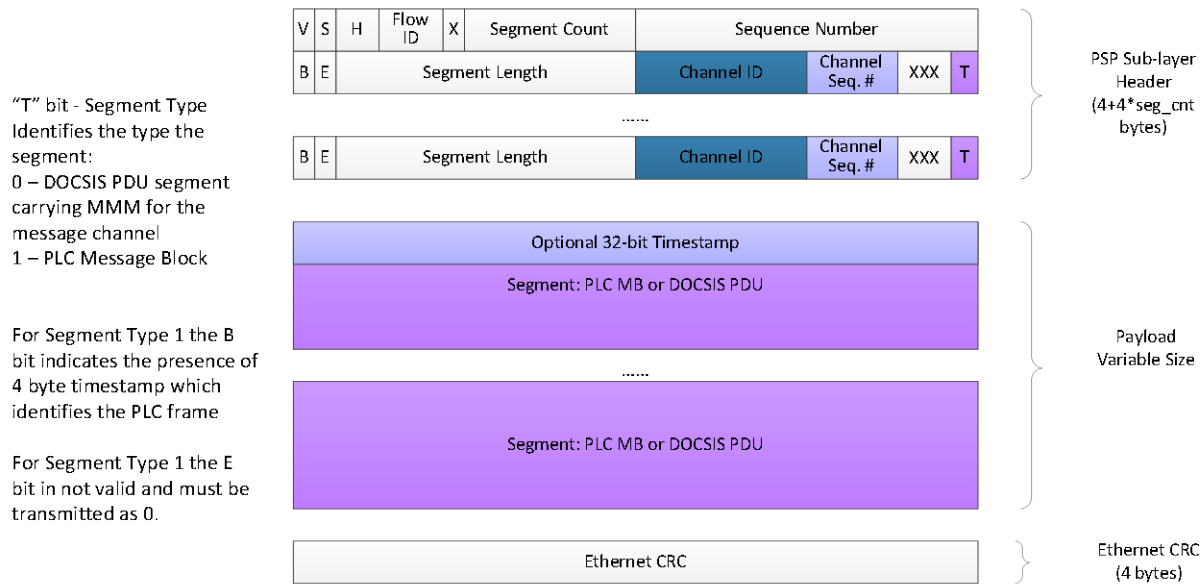 V S H Flow ID X Segment Count Sequence Number
B E Segment Length Channel ID Channel Seq. # XXX T
......
B E Segment Length Channel ID Channel Seq. # XXX T
PSP Sub-layer
Header
(4+4*seg_cnt
bytes)
“T” bit - Segment Type
Identifies the type the
segment:
0 – DOCSIS PDU segment
carrying MMM for the
message channel
1 – PLC Message Block
For Segment Type 1 the B
bit indicates the presence of
4 byte timestamp which
identifies the PLC frame
For Segment Type 1 the E
bit in not valid and must be
transmitted as 0.
Optional 32-bit Timestamp
Segment: PLC MB or DOCSIS PDU
......
Segment: PLC MB or DOCSIS PDU
Payload
Variable Size
Ethernet CRC
Ethernet CRC
(4 bytes)